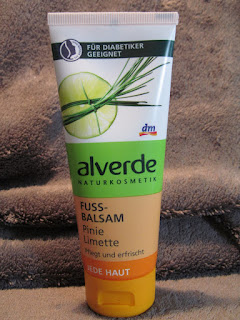 FÜR DIABETIKER
GEEIGNET
dm
alverde
NATURKOSMETIK
FUSS-
BALSAM
Pinie
Limette
Pflegt und erfrischt
JEDE HAUT